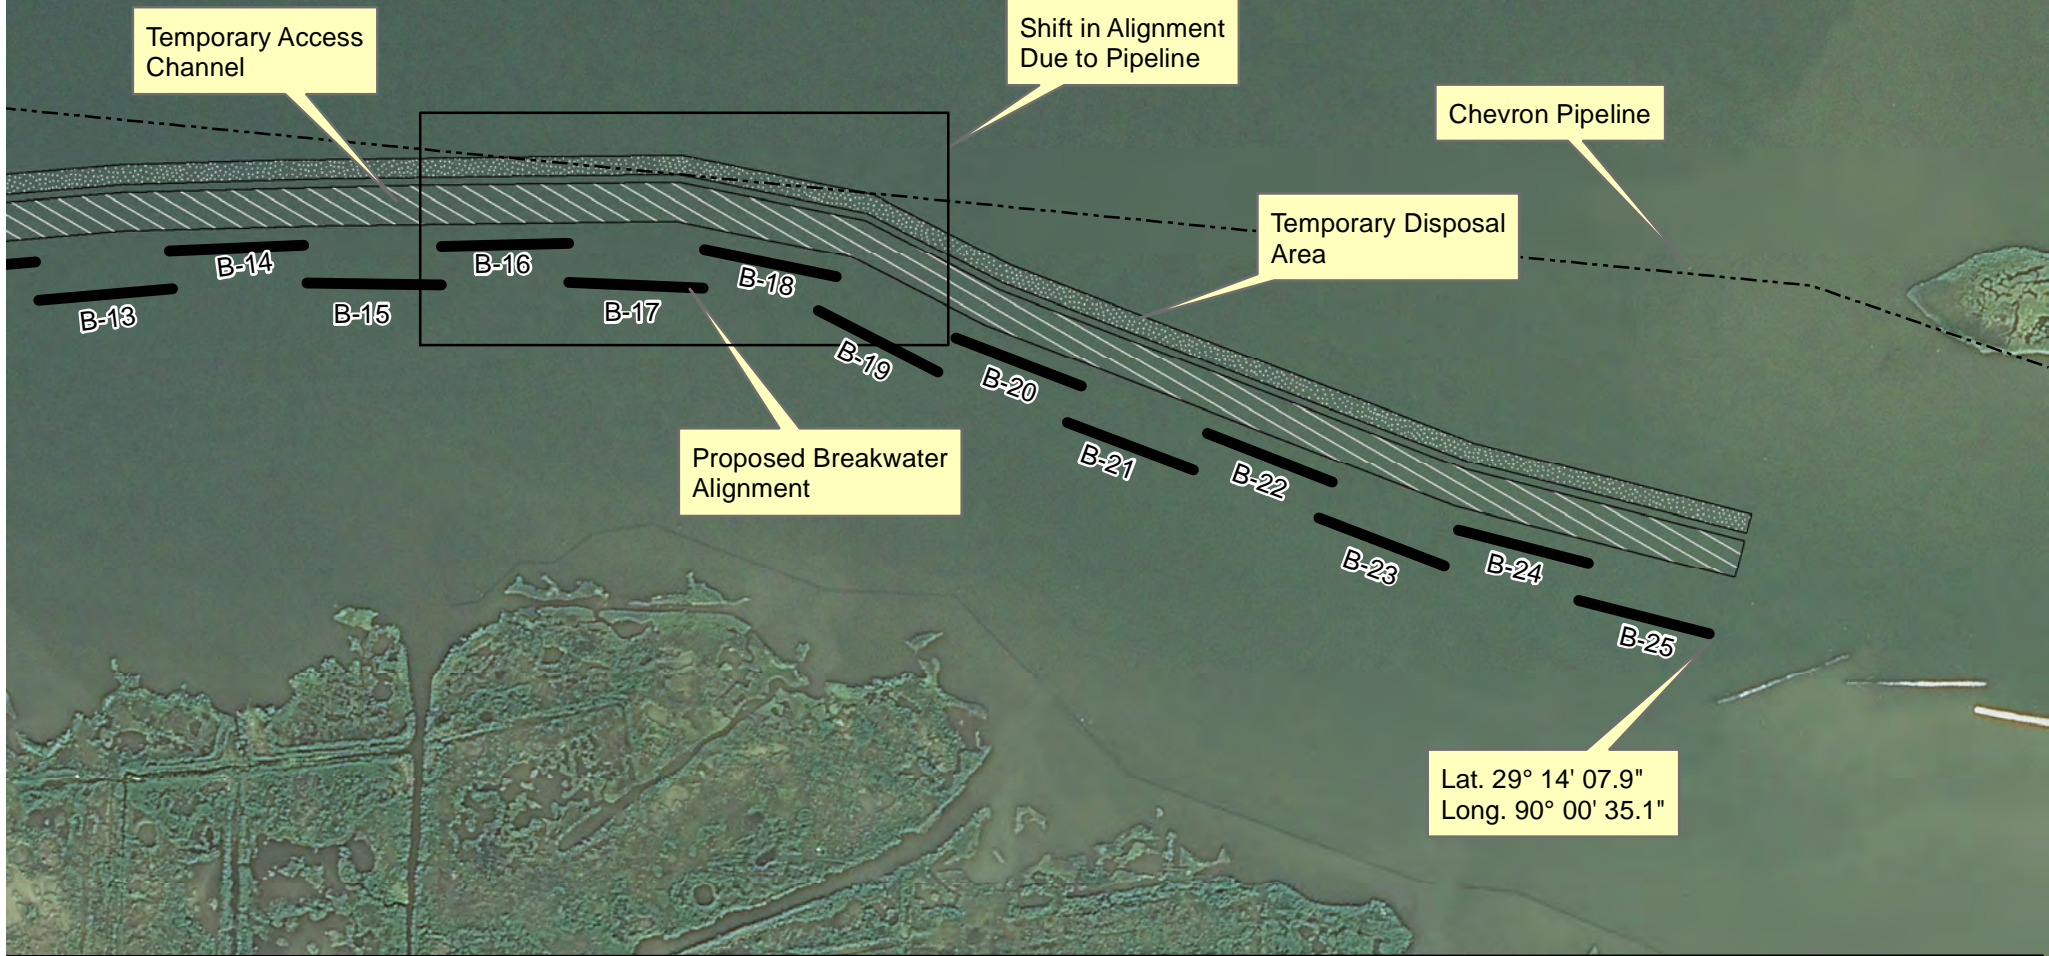 Temporary Access
Channel
Shift in Alignment
Due to Pipeline
Chevron Pipeline
Temporary Disposal
Area
B-13
B-14
B-15
B-16
B-17
B-18
B-19
B-20
B-21
B-22
B-23
B-24
B-25
Proposed Breakwater
Alignment
Lat. 29° 14' 07.9"
Long. 90° 00' 35.1"